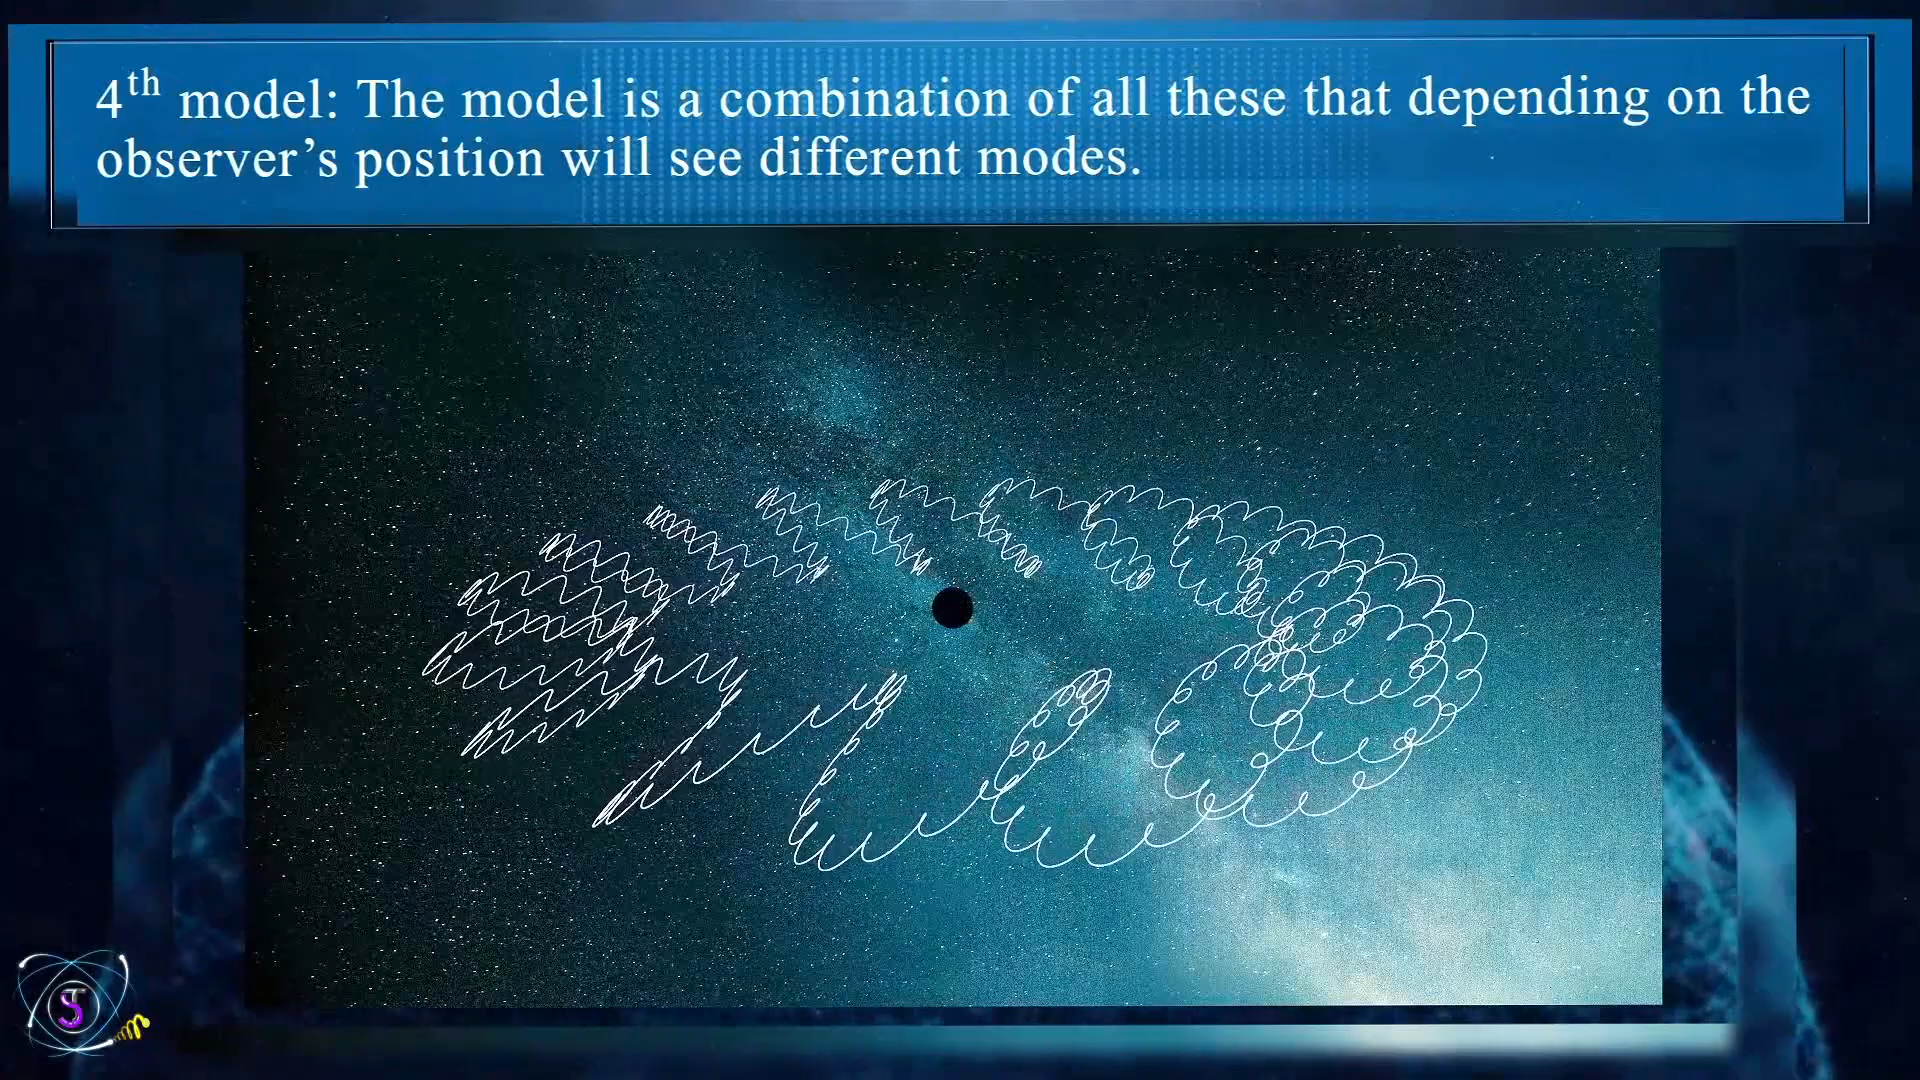 4th model: The model is a combination of all these that depending on the
observer’s position will see different modes.
ST